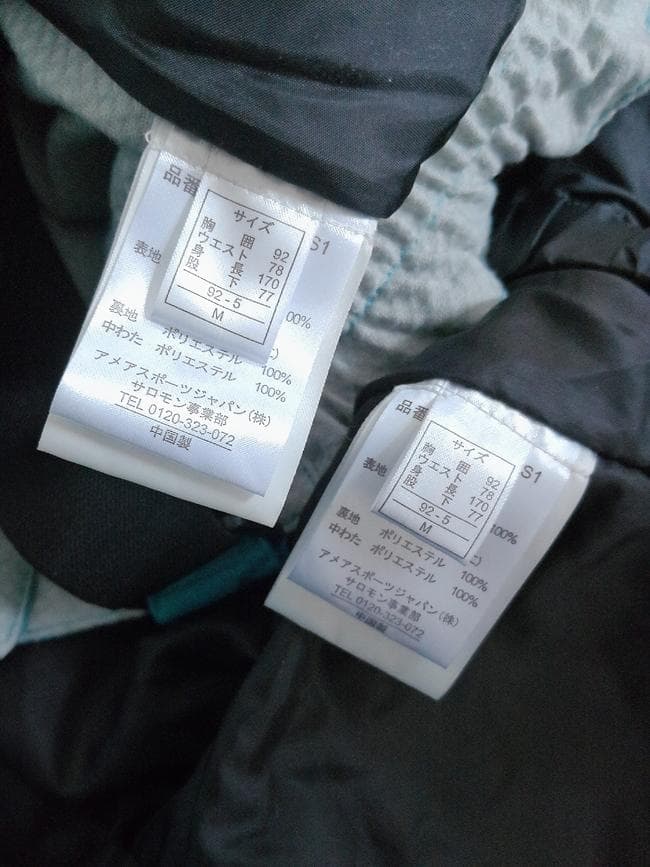 品番
S1
サイズ
胸囲 92
ウエスト 78
身長 170
股下 77
92-5
M
表地
00%
裏地 ポリエステル 100%
中わた ポリエステル 100%
アメアスポーツジャパン(株)
サロモン事業部
TEL 0120-323-072
中国製
品番
S1
サイズ
胸囲 92
ウエスト 78
身長 170
股下 77
92-5
M
表地
100%
裏地 ポリエステル 100%
中わた ポリエステル 100%
アメアスポーツジャパン(株)
サロモン事業部
TEL 0120-323-072
中国製